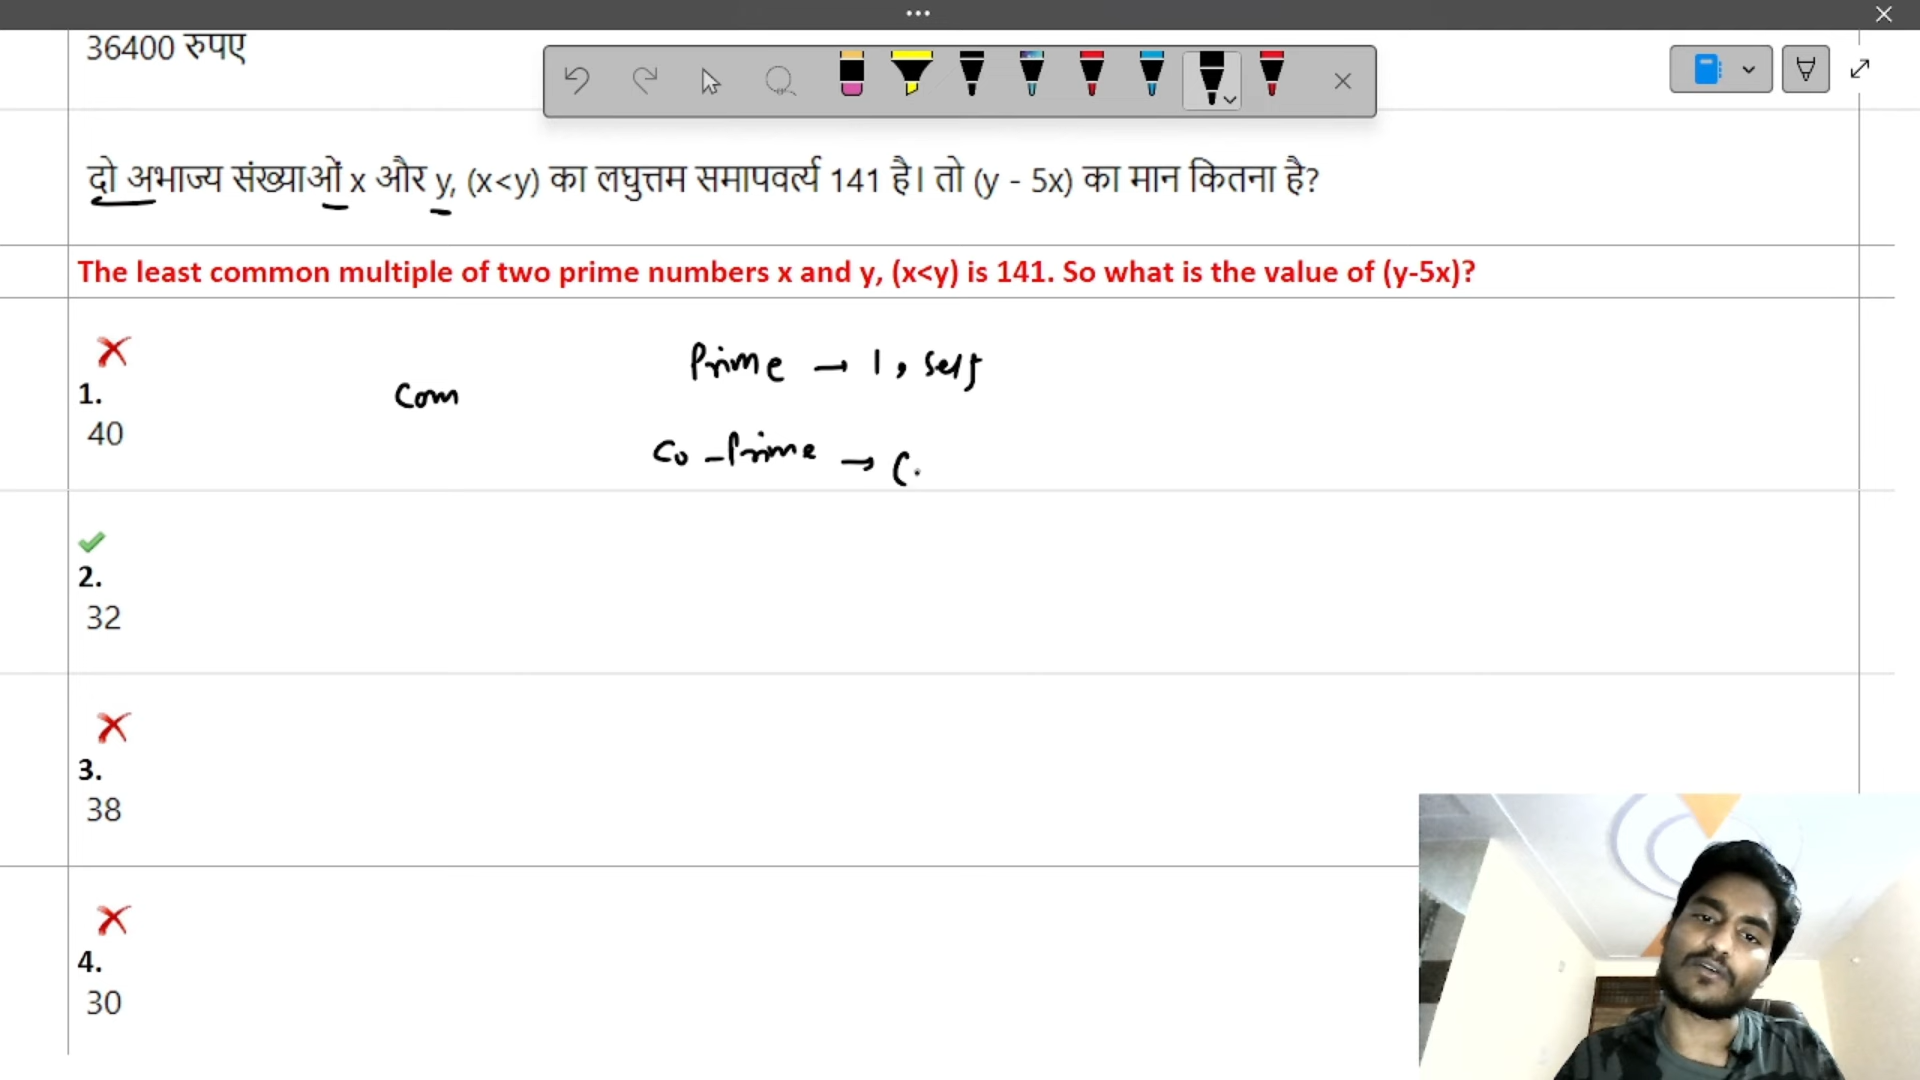 36400 रुपए
दो अभाज्य संख्याओं x और y, (x<y) का लघुत्तम समापवर्त्य 141 है। तो (y - 5x) का मान कितना है?
The least common multiple of two prime numbers x and y, (x<y) is 141. So what is the value of (y-5x)?
Prime → 1, self
1.
Com
40
Co-Prime → (
2.
32
3.
38
4.
30